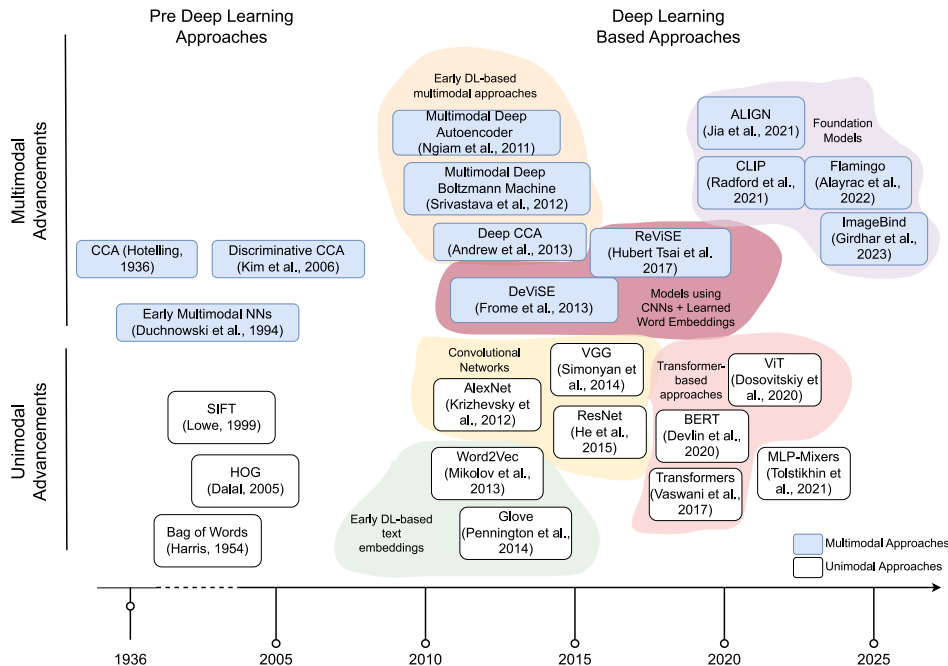 Pre Deep Learning
Approaches
Deep Learning
Based Approaches
Multimodal
Advancements
Early DL-based
multimodal approaches
Multimodal Deep
Autoencoder
(Ngiam et al., 2011)
Multimodal Deep
Boltzmann Machine
(Srivastava et al., 2012)
Deep CCA
(Andrew et al., 2013)
ALIGN
(Jia et al., 2021)
Foundation
Models
CLIP
(Radford et al.,
2021)
Flamingo
(Alayrac et al.,
2022)
ImageBind
(Girdhar et al.,
2023)
CCA (Hotelling,
1936)
Discriminative CCA
(Kim et al., 2006)
Early Multimodal NNs
(Duchnowski et al., 1994)
ReViSE
(Hubert Tsai et al.
2017)
DeViSE
(Frome et al., 2013)
Models using
CNNs + Learned
Word Embeddings
Unimodal
Advancements
SIFT
(Lowe, 1999)
HOG
(Dalal, 2005)
Bag of Words
(Harris, 1954)
Convolutional
Networks
AlexNet
(Krizhevsky et
al., 2012)
VGG
(Simonyan et
al., 2014)
ResNet
(He et al.,
2015)
Word2Vec
(Mikolov et al.,
2013)
Early DL-based
text
embeddings
Glove
(Pennington et al.,
2014)
Transformer-
based
approaches
ViT
(Dosovitskiy et
al., 2020)
BERT
(Devlin et al.,
2020)
Transformers
(Vaswani et al.,
2017)
MLP-Mixers
(Tolstikhin et al.,
2021)
Multimodal Approaches
Unimodal Approaches
1936
2005
2010
2015
2020
2025